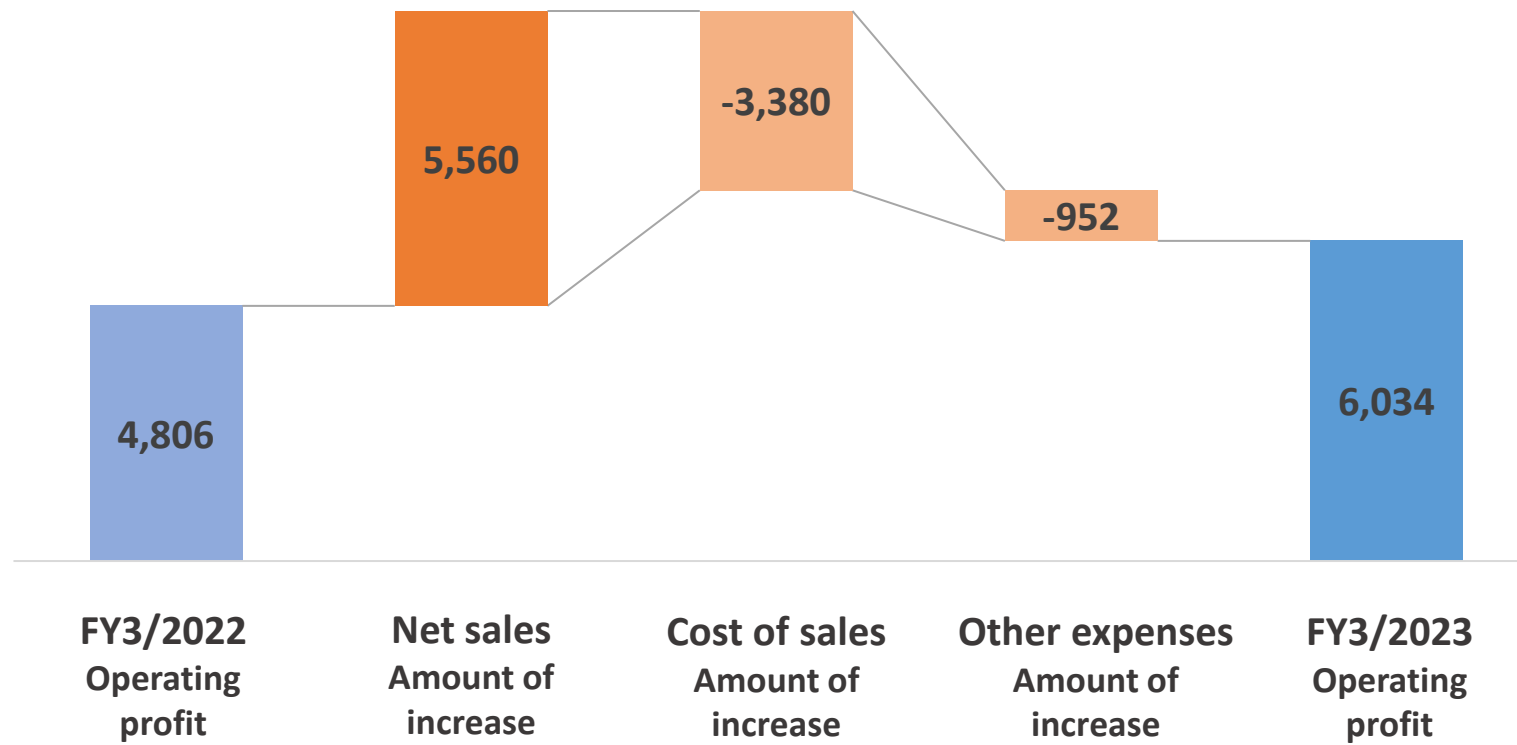 5,560
-3,380
-952
4,806
6,034
FY3/2022
Operating
profit
Net sales
Amount of
increase
Cost of sales
Amount of
increase
Other expenses
Amount of
increase
FY3/2023
Operating
profit